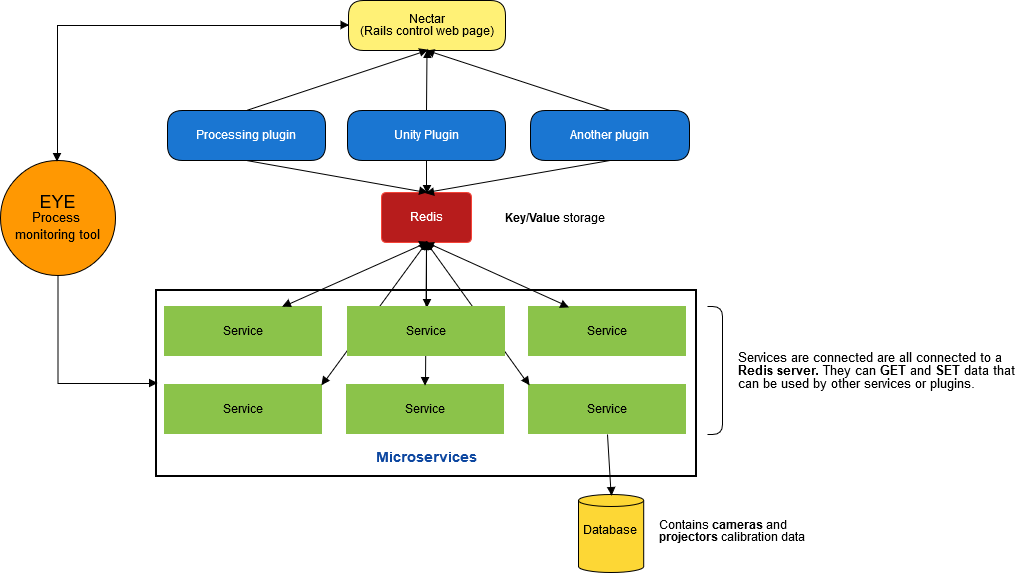 Nectar
(Rails control web page)
Processing plugin
Unity Plugin
Another plugin
EYE
Process
monitoring tool
Redis
Key/Value storage
Service
Service
Service
Service
Service
Service
Microservices
Services are connected are all connected to a
Redis server. They can GET and SET data that
can be used by other services or plugins.
Database
Contains cameras and
projectors calibration data